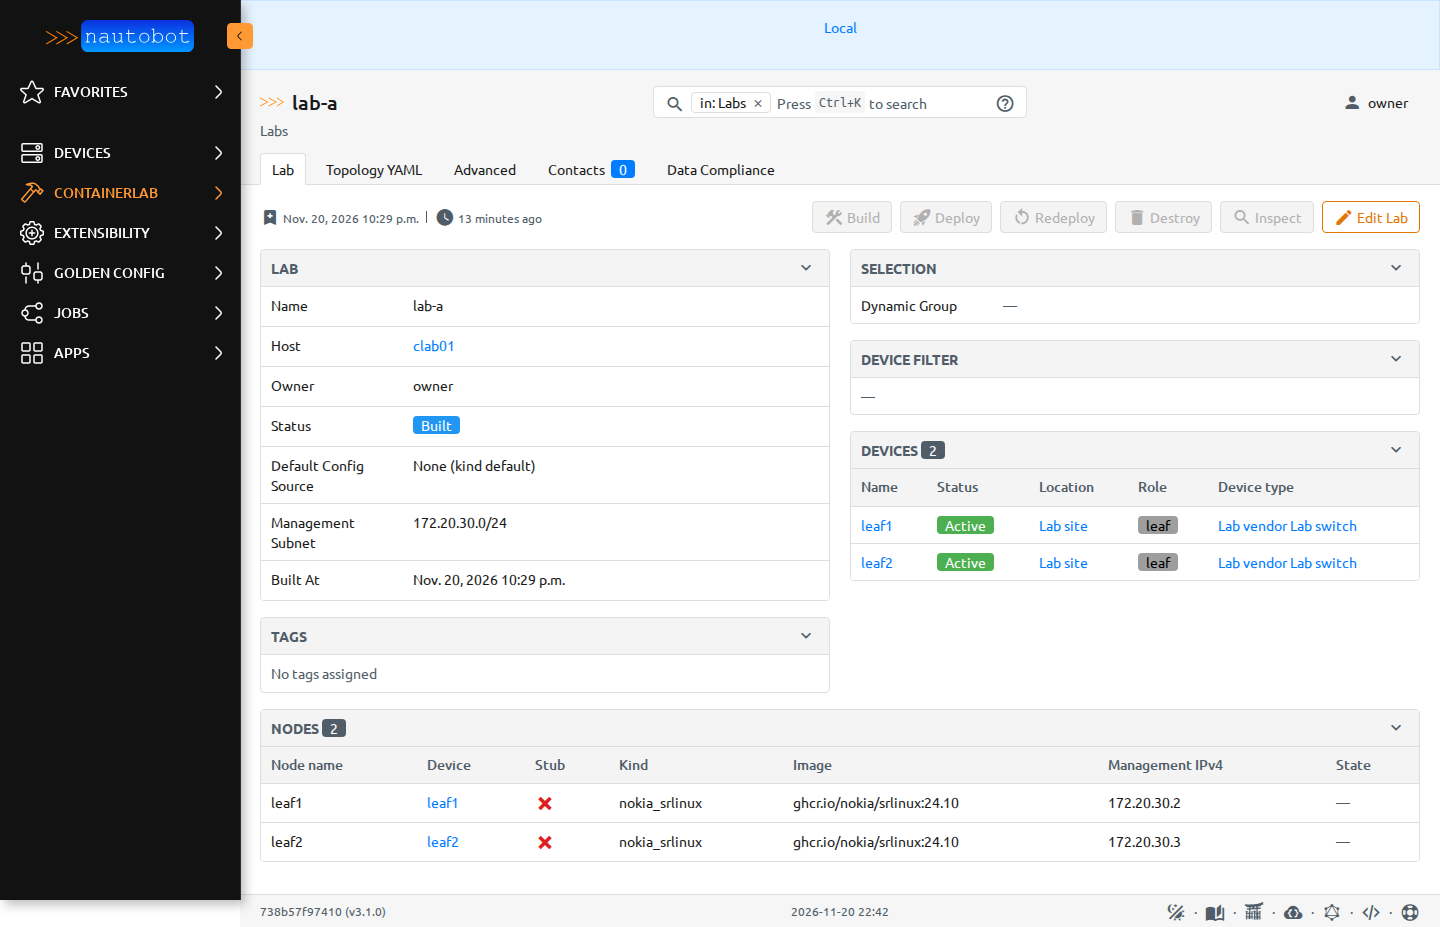 nautobot
Local
FAVORITES
DEVICES
CONTAINERLAB
EXTENSIBILITY
GOLDEN CONFIG
JOBS
APPS
lab-a
in: Labs × Press Ctrl+K to search
owner
Labs
Lab Topology YAML Advanced Contacts 0 Data Compliance
Nov. 20, 2026 10:29 p.m. | 13 minutes ago
Build Deploy Redeploy Destroy Inspect Edit Lab
LAB
Name lab-a
Host clab01
Owner owner
Status Built
Default Config Source None (kind default)
Management Subnet 172.20.30.0/24
Built At Nov. 20, 2026 10:29 p.m.
TAGS
No tags assigned
SELECTION
Dynamic Group —
DEVICE FILTER
—
DEVICES 2
Name Status Location Role Device type
leaf1 Active Lab site leaf Lab vendor Lab switch
leaf2 Active Lab site leaf Lab vendor Lab switch
NODES 2
Node name Device Stub Kind Image Management IPv4 State
leaf1 leaf1 nokia_srlinux ghcr.io/nokia/srlinux:24.10 172.20.30.2 —
leaf2 leaf2 nokia_srlinux ghcr.io/nokia/srlinux:24.10 172.20.30.3 —
738b57f97410 (v3.1.0) 2026-11-20 22:42